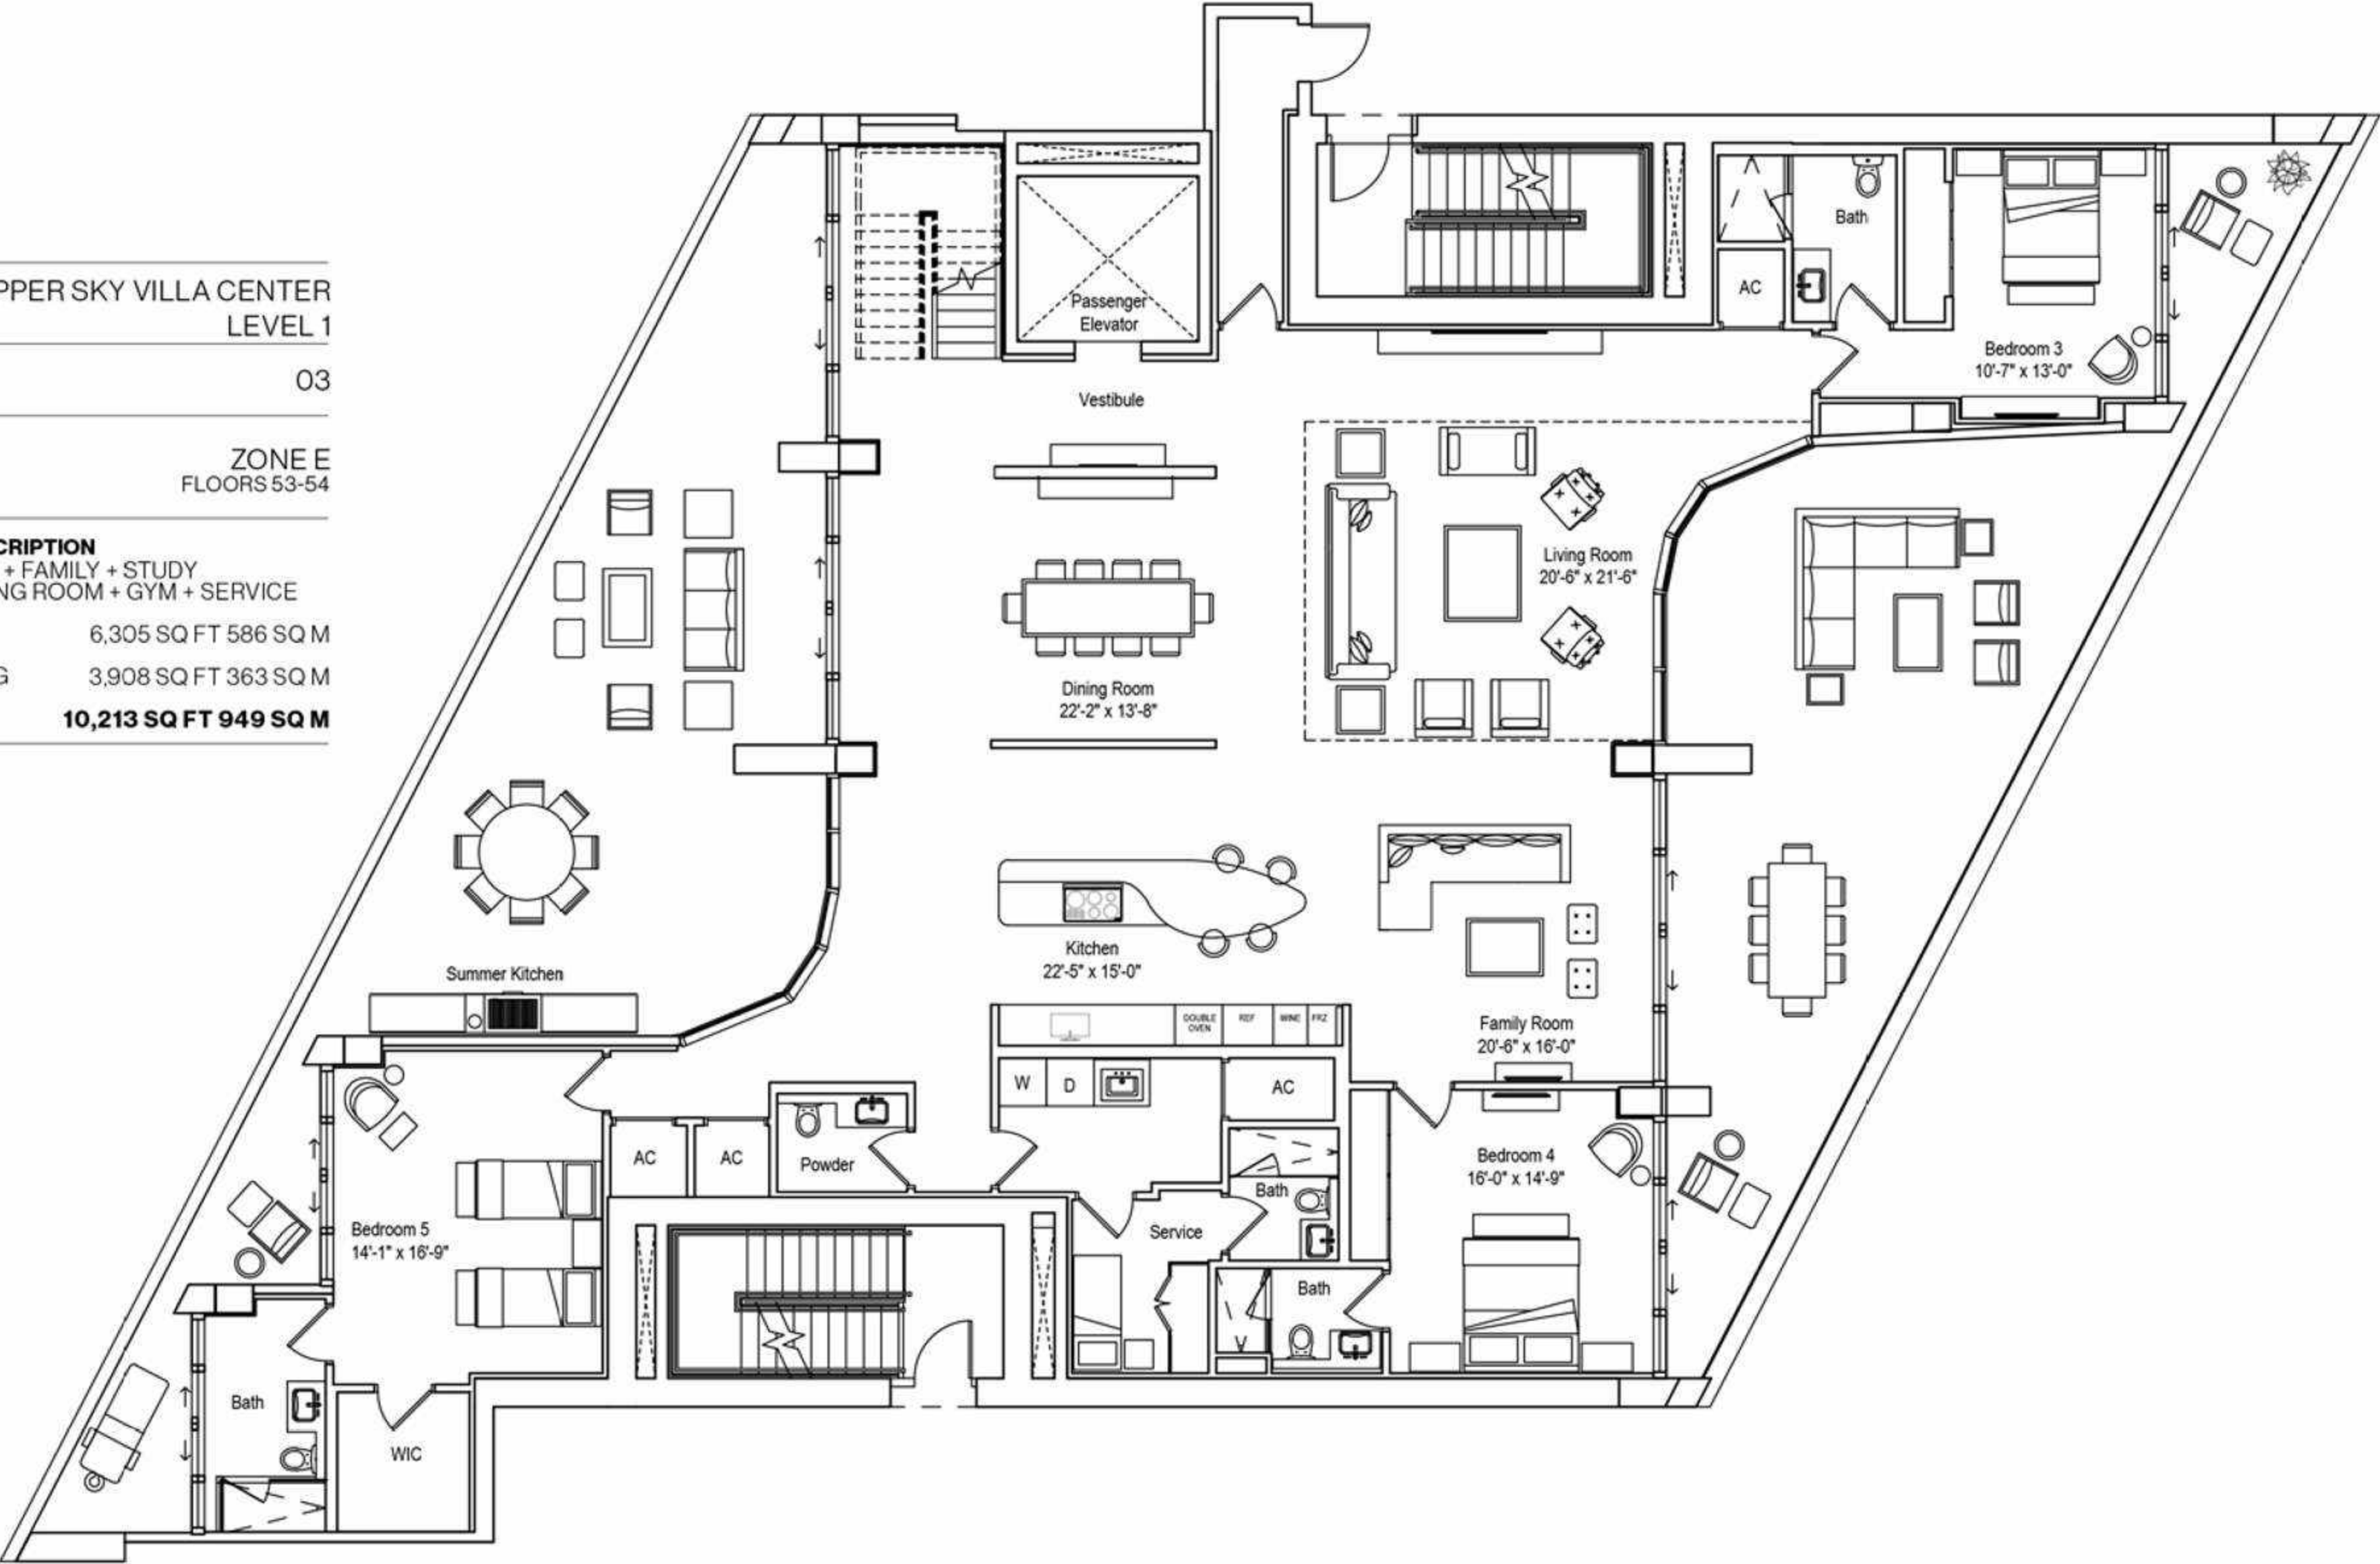 PPER SKY VILLA CENTER
LEVEL 1
03
ZONE E
FLOORS 53-54
CRIPTION
+ FAMILY + STUDY
NG ROOM + GYM + SERVICE
6,305 SQ FT 586 SQ M
G 3,908 SQ FT 363 SQ M
10,213 SQ FT 949 SQ M
Passenger
Elevator
Vestibule
Bath
AC
Bedroom 3
10'-7" x 13'-0"
Living Room
20'-6" x 21'-6"
Dining Room
22'-2" x 13'-8"
Kitchen
22'-5" x 15'-0"
Summer Kitchen
DOUBLE
OVEN
REF
WINE
FRZ
Family Room
20'-6" x 16'-0"
W
D
AC
AC
AC
Powder
Bedroom 4
16'-0" x 14'-9"
Bath
Service
Bedroom 5
14'-1" x 16'-9"
Bath
Bath
WIC